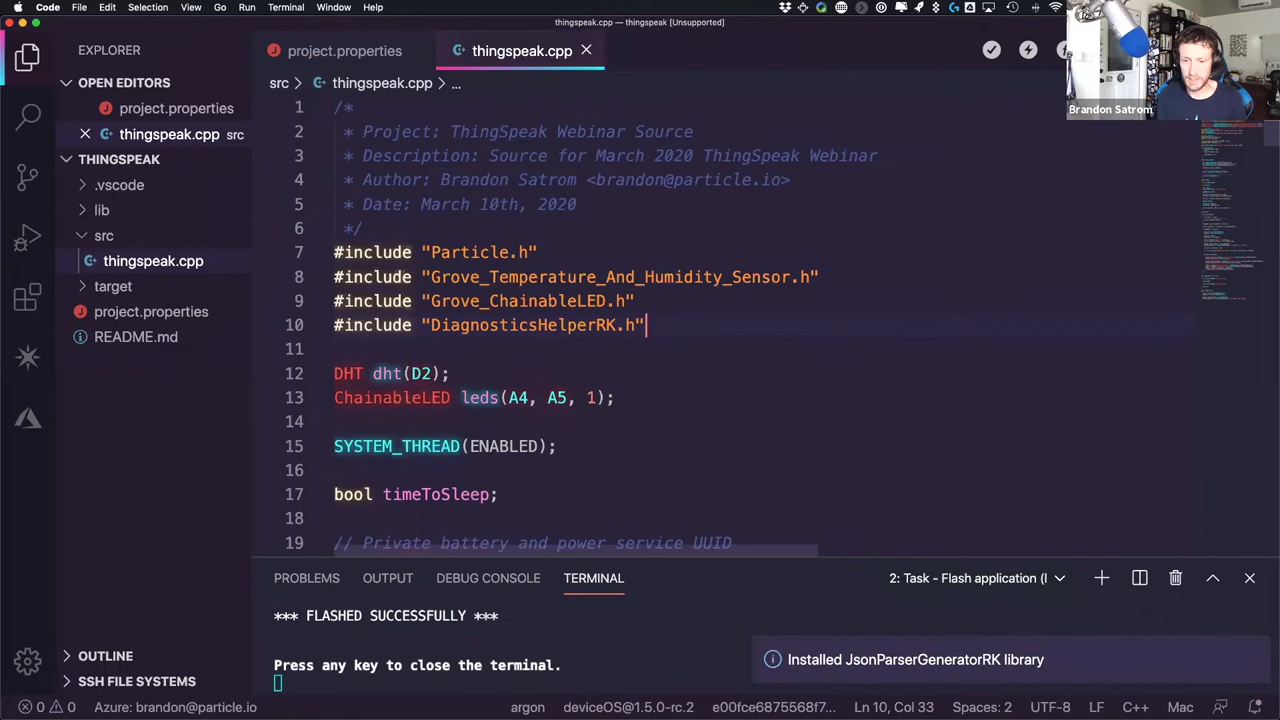 Code File Edit Selection View Go Run Terminal Window Help
thingspeak.cpp — thingspeak [Unsupported]
EXPLORER
project.properties
thingspeak.cpp
OPEN EDITORS
project.properties
thingspeak.cpp src
THINGSPEAK
.vscode
lib
src
thingspeak.cpp
target
project.properties
README.md
OUTLINE
SSH FILE SYSTEMS
src > thingspeak.cpp > ...
1 /*
2 * Project: ThingSpeak Webinar Source
3 * Description: Source for March 2020 ThingSpeak Webinar
4 * Author: Brandon Satrom <brandon@particle.
5 * Date: March 10th, 2020
6
7 #include "Particle.h"
8 #include "Grove_Temperature_And_Humidity_Sensor.h"
9 #include "Grove_ChainableLED.h"
10 #include "DiagnosticsHelperRK.h"
11
12 DHT dht(D2);
13 ChainableLED leds(A4, A5, 1);
14
15 SYSTEM_THREAD(ENABLED);
16
17 bool timeToSleep;
18
19 // Private battery and power service UUID
Brandon Satrom
PROBLEMS OUTPUT DEBUG CONSOLE TERMINAL
2: Task - Flash application (l
*** FLASHED SUCCESSFULLY ***
Press any key to close the terminal.
Installed JsonParserGeneratorRK library
0 0 Azure: brandon@particle.io argon deviceOS@1.5.0-rc.2 e00fce6875568f7... Ln 10, Col 33 Spaces: 2 UTF-8 LF C++ Mac